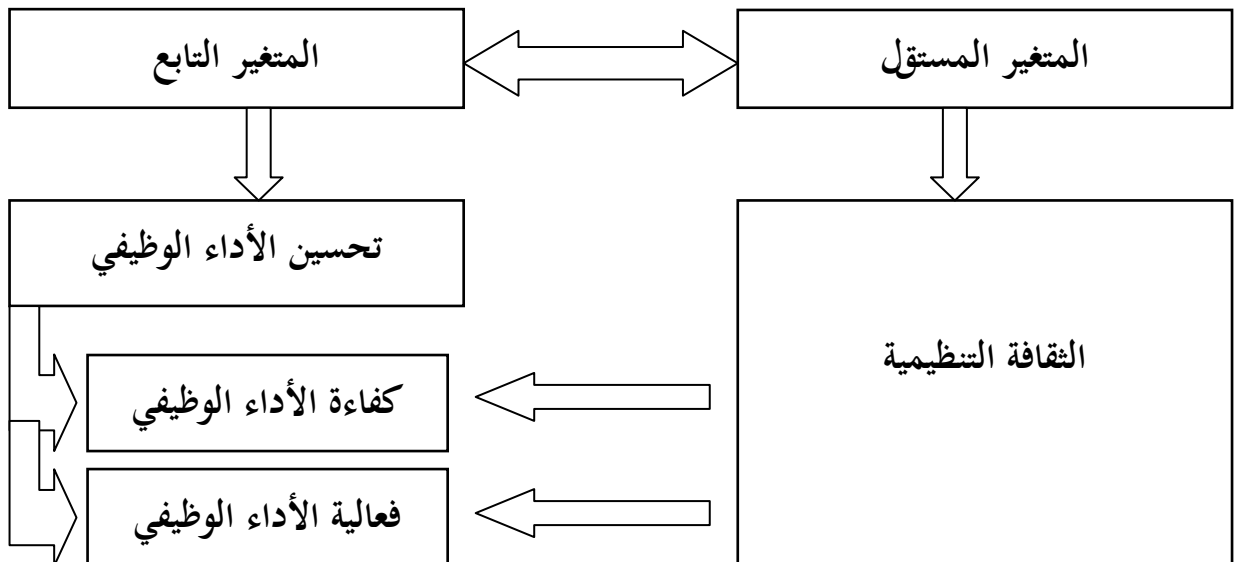 المتغير المستقل
المتغير التابع
تحسين الأداء الوظيفي
الثقافة التنظيمية
كفاءة الأداء الوظيفي
فعالية الأداء الوظيفي